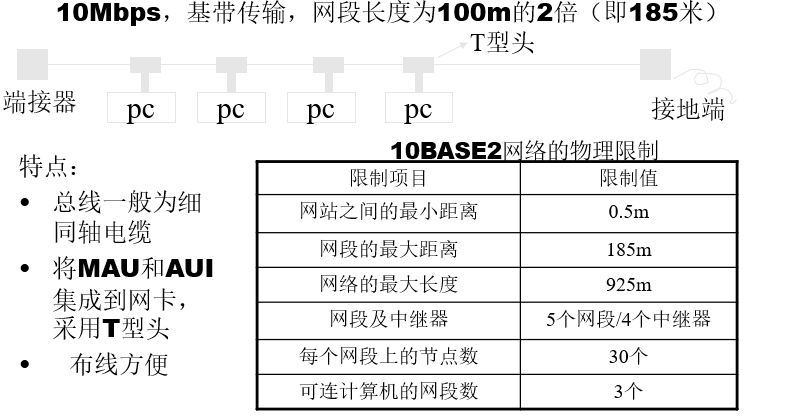 10Mbps，基带传输，网段长度为100m的2倍（即185米）
T型头
端接器
pc
pc
pc
pc
接地端
特点：
• 总线一般为细
同轴电缆
• 将MAU和AUI
集成到网卡，
采用T型头
• 布线方便
10BASE2网络的物理限制
限制项目 限制值
网站之间的最小距离 0.5m
网段的最大距离 185m
网络的最大长度 925m
网段及中继器 5个网段/4个中继器
每个网段上的节点数 30个
可连计算机的网段数 3个